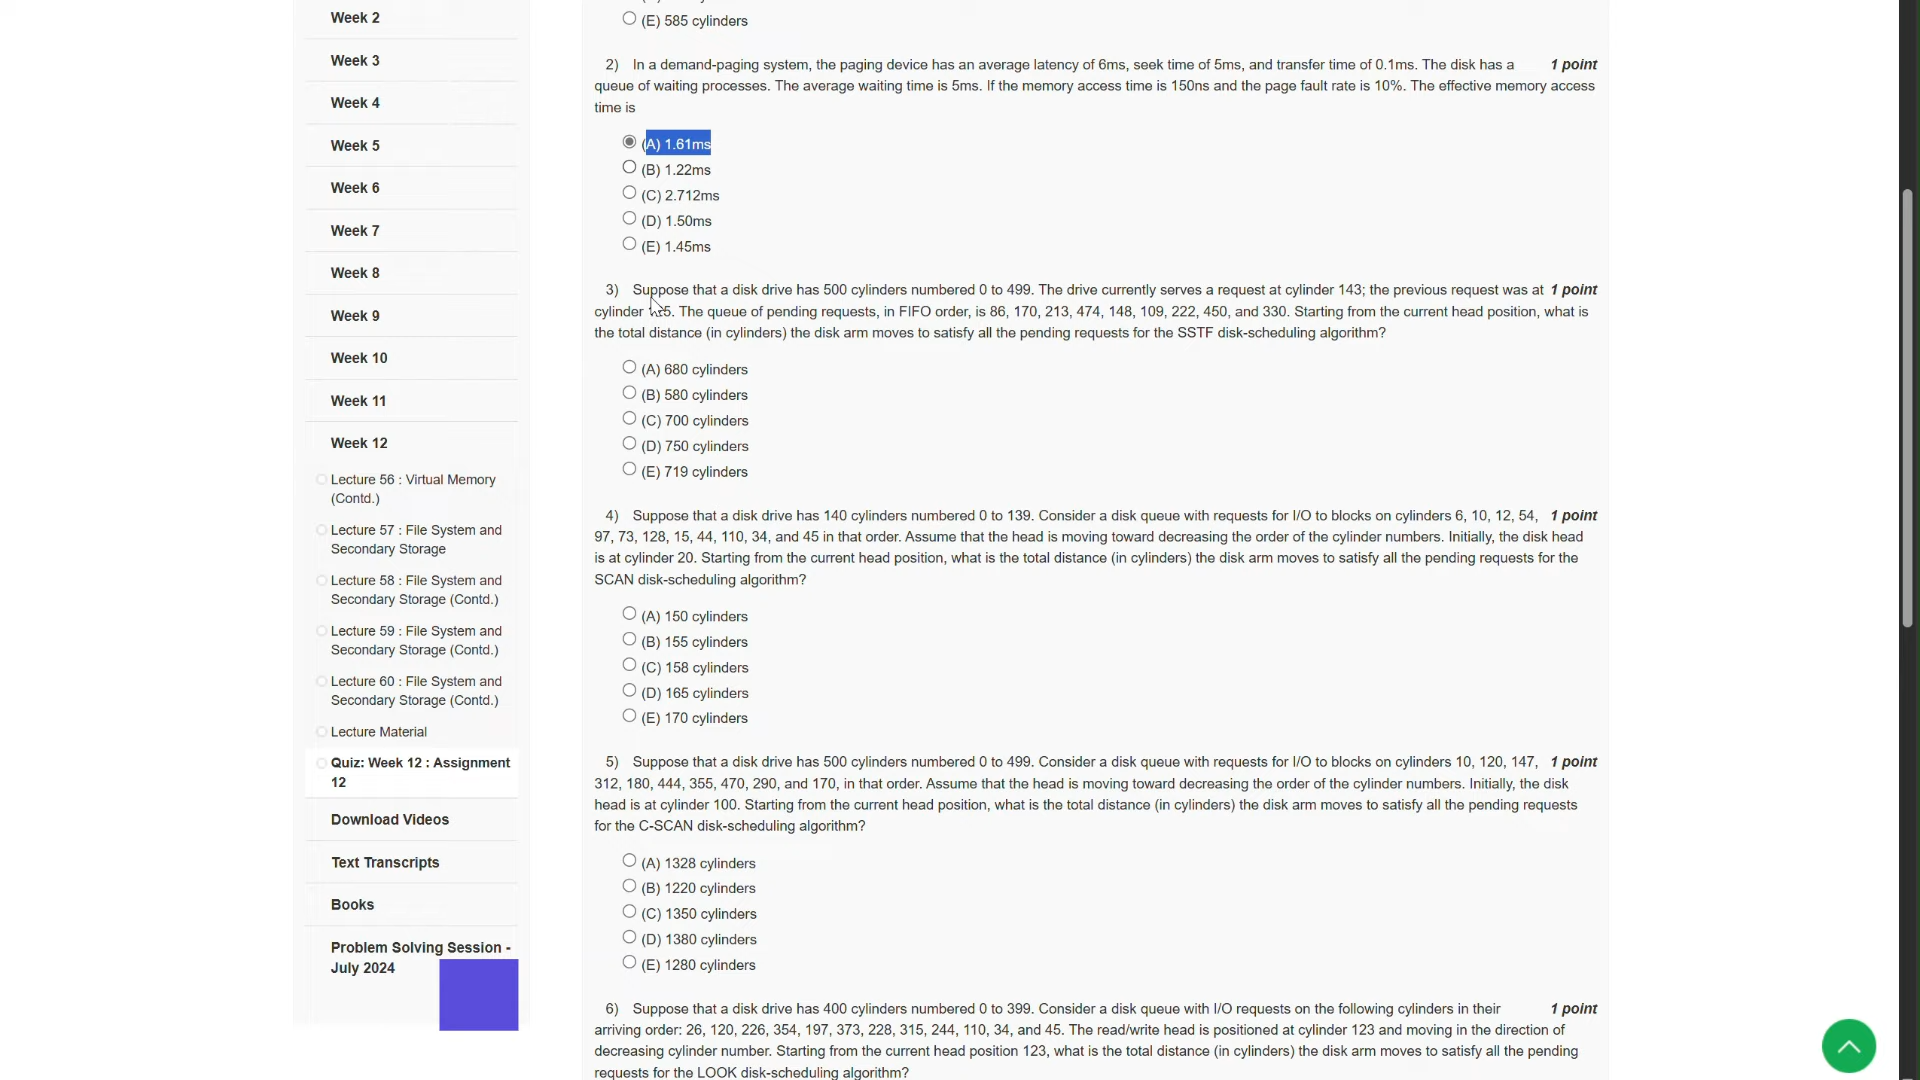 Week 2
Week 3
Week 4
Week 5
Week 6
Week 7
Week 8
Week 9
Week 10
Week 11
Week 12
Lecture 56 : Virtual Memory
(Contd.)
Lecture 57 : File System and
Secondary Storage
Lecture 58 : File System and
Secondary Storage (Contd.)
Lecture 59 : File System and
Secondary Storage (Contd.)
Lecture 60 : File System and
Secondary Storage (Contd.)
Lecture Material
Quiz: Week 12 : Assignment
12
Download Videos
Text Transcripts
Books
Problem Solving Session -
July 2024
(E) 585 cylinders
2) In a demand-paging system, the paging device has an average latency of 6ms, seek time of 5ms, and transfer time of 0.1ms. The disk has a 1 point
queue of waiting processes. The average waiting time is 5ms. If the memory access time is 150ns and the page fault rate is 10%. The effective memory access
time is
(A) 1.61ms
(B) 1.22ms
(C) 2.712ms
(D) 1.50ms
(E) 1.45ms
3) Suppose that a disk drive has 500 cylinders numbered 0 to 499. The drive currently serves a request at cylinder 143; the previous request was at 1 point
cylinder The queue of pending requests, in FIFO order, is 86, 170, 213, 474, 148, 109, 222, 450, and 330. Starting from the current head position, what is
the total distance (in cylinders) the disk arm moves to satisfy all the pending requests for the SSTF disk-scheduling algorithm?
(A) 680 cylinders
(B) 580 cylinders
(C) 700 cylinders
(D) 750 cylinders
(E) 719 cylinders
4) Suppose that a disk drive has 140 cylinders numbered 0 to 139. Consider a disk queue with requests for I/O to blocks on cylinders 6, 10, 12, 54, 1 point
97, 73, 128, 15, 44, 110, 34, and 45 in that order. Assume that the head is moving toward decreasing the order of the cylinder numbers. Initially, the disk head
is at cylinder 20. Starting from the current head position, what is the total distance (in cylinders) the disk arm moves to satisfy all the pending requests for the
SCAN disk-scheduling algorithm?
(A) 150 cylinders
(B) 155 cylinders
(C) 158 cylinders
(D) 165 cylinders
(E) 170 cylinders
5) Suppose that a disk drive has 500 cylinders numbered 0 to 499. Consider a disk queue with requests for I/O to blocks on cylinders 10, 120, 147, 1 point
312, 180, 444, 355, 470, 290, and 170, in that order. Assume that the head is moving toward decreasing the order of the cylinder numbers. Initially, the disk
head is at cylinder 100. Starting from the current head position, what is the total distance (in cylinders) the disk arm moves to satisfy all the pending requests
for the C-SCAN disk-scheduling algorithm?
(A) 1328 cylinders
(B) 1220 cylinders
(C) 1350 cylinders
(D) 1380 cylinders
(E) 1280 cylinders
6) Suppose that a disk drive has 400 cylinders numbered 0 to 399. Consider a disk queue with I/O requests on the following cylinders in their 1 point
arriving order: 26, 120, 226, 354, 197, 373, 228, 315, 244, 110, 34, and 45. The read/write head is positioned at cylinder 123 and moving in the direction of
decreasing cylinder number. Starting from the current head position 123, what is the total distance (in cylinders) the disk arm moves to satisfy all the pending
requests for the LOOK disk-scheduling algorithm?